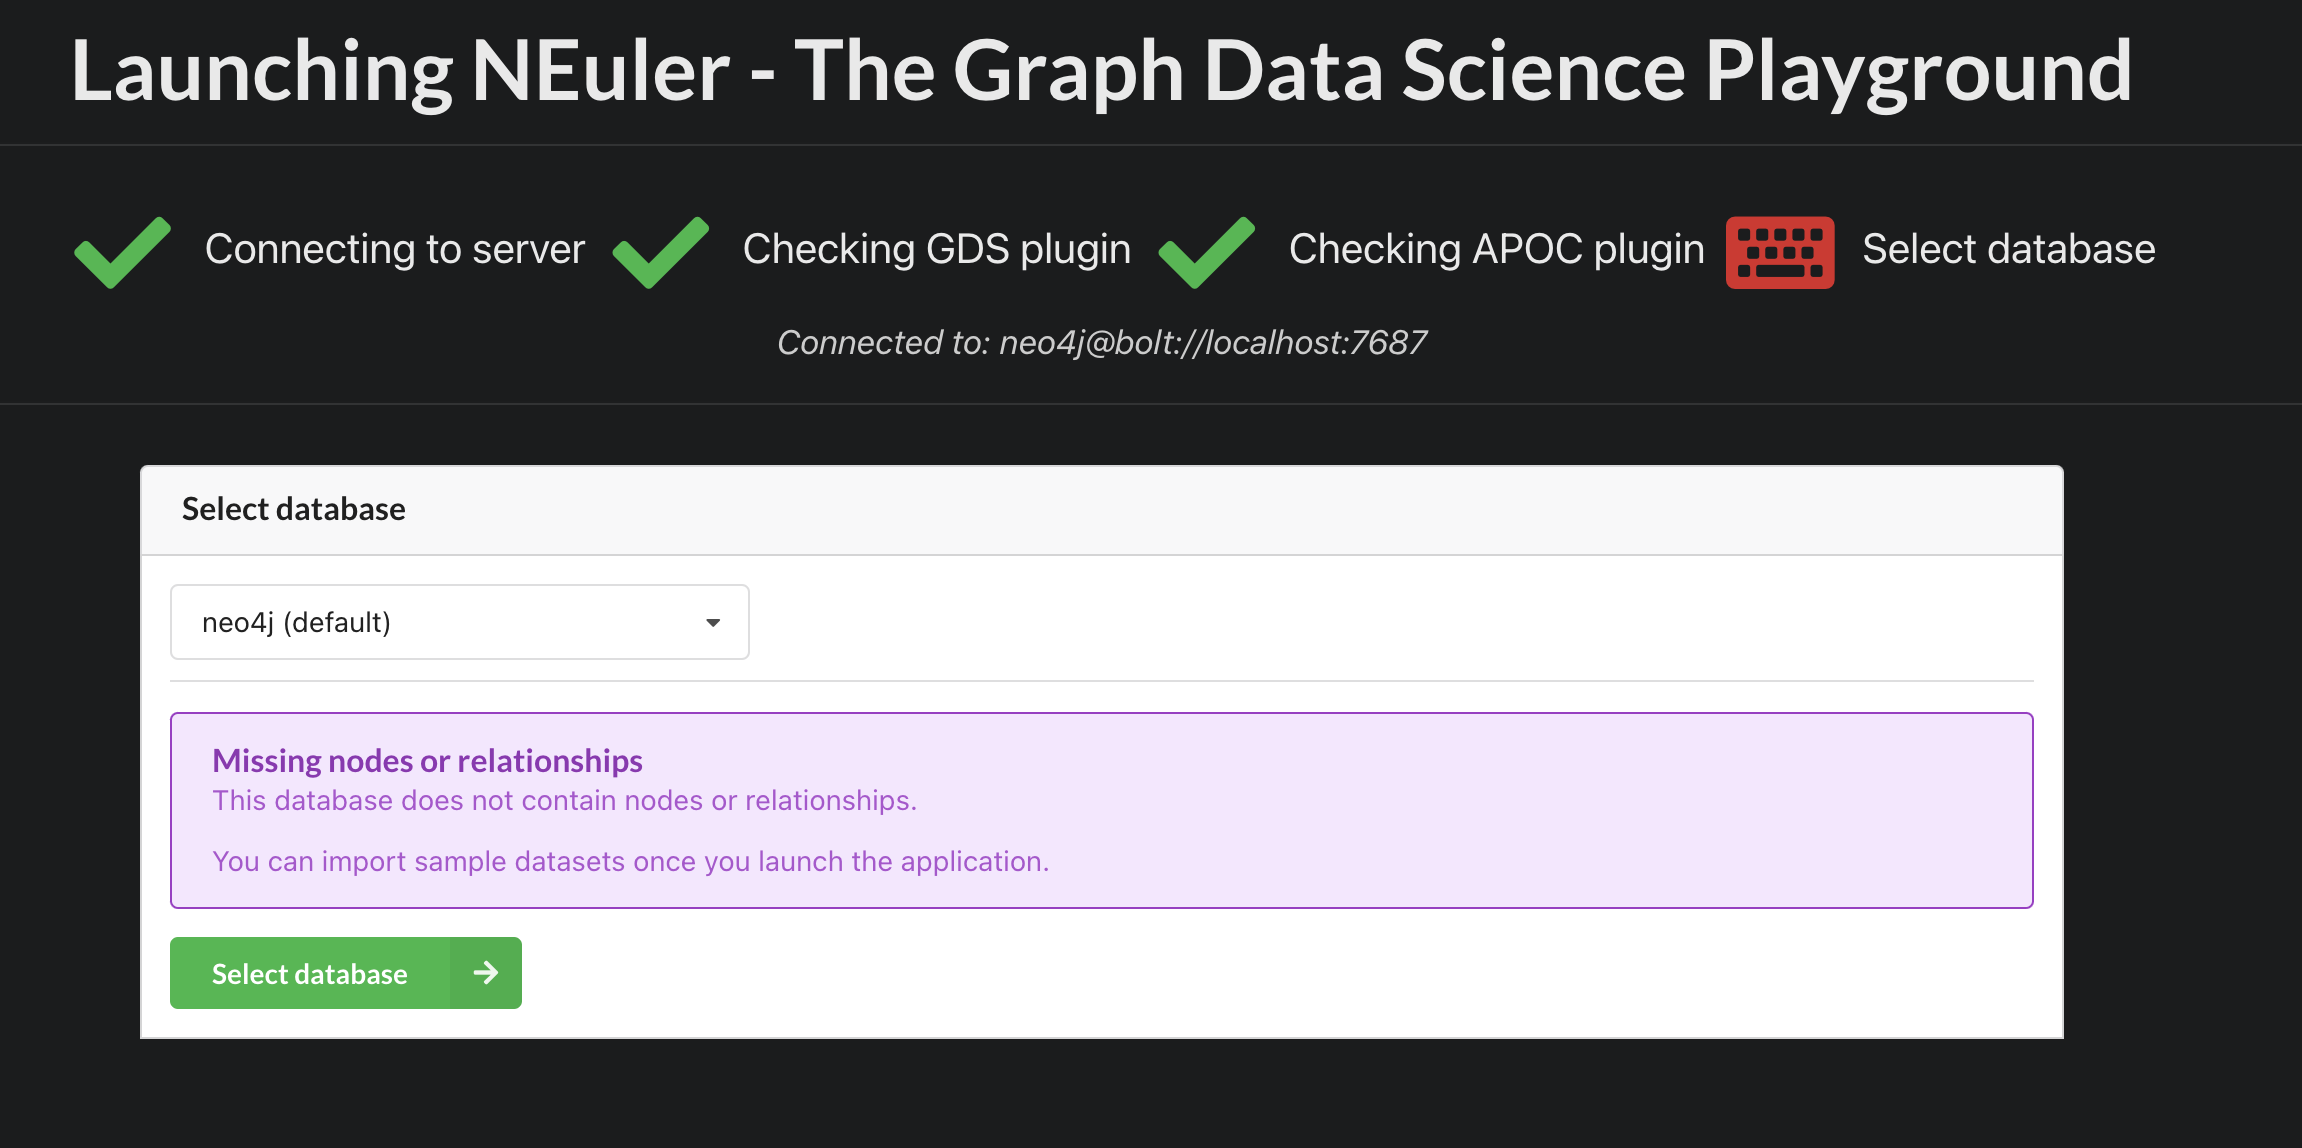 Launching NEuler - The Graph Data Science Playground
Connecting to server Checking GDS plugin Checking APOC plugin Select database
Connected to: neo4j@bolt://localhost:7687
Select database
neo4j (default)
Missing nodes or relationships
This database does not contain nodes or relationships.
You can import sample datasets once you launch the application.
Select database